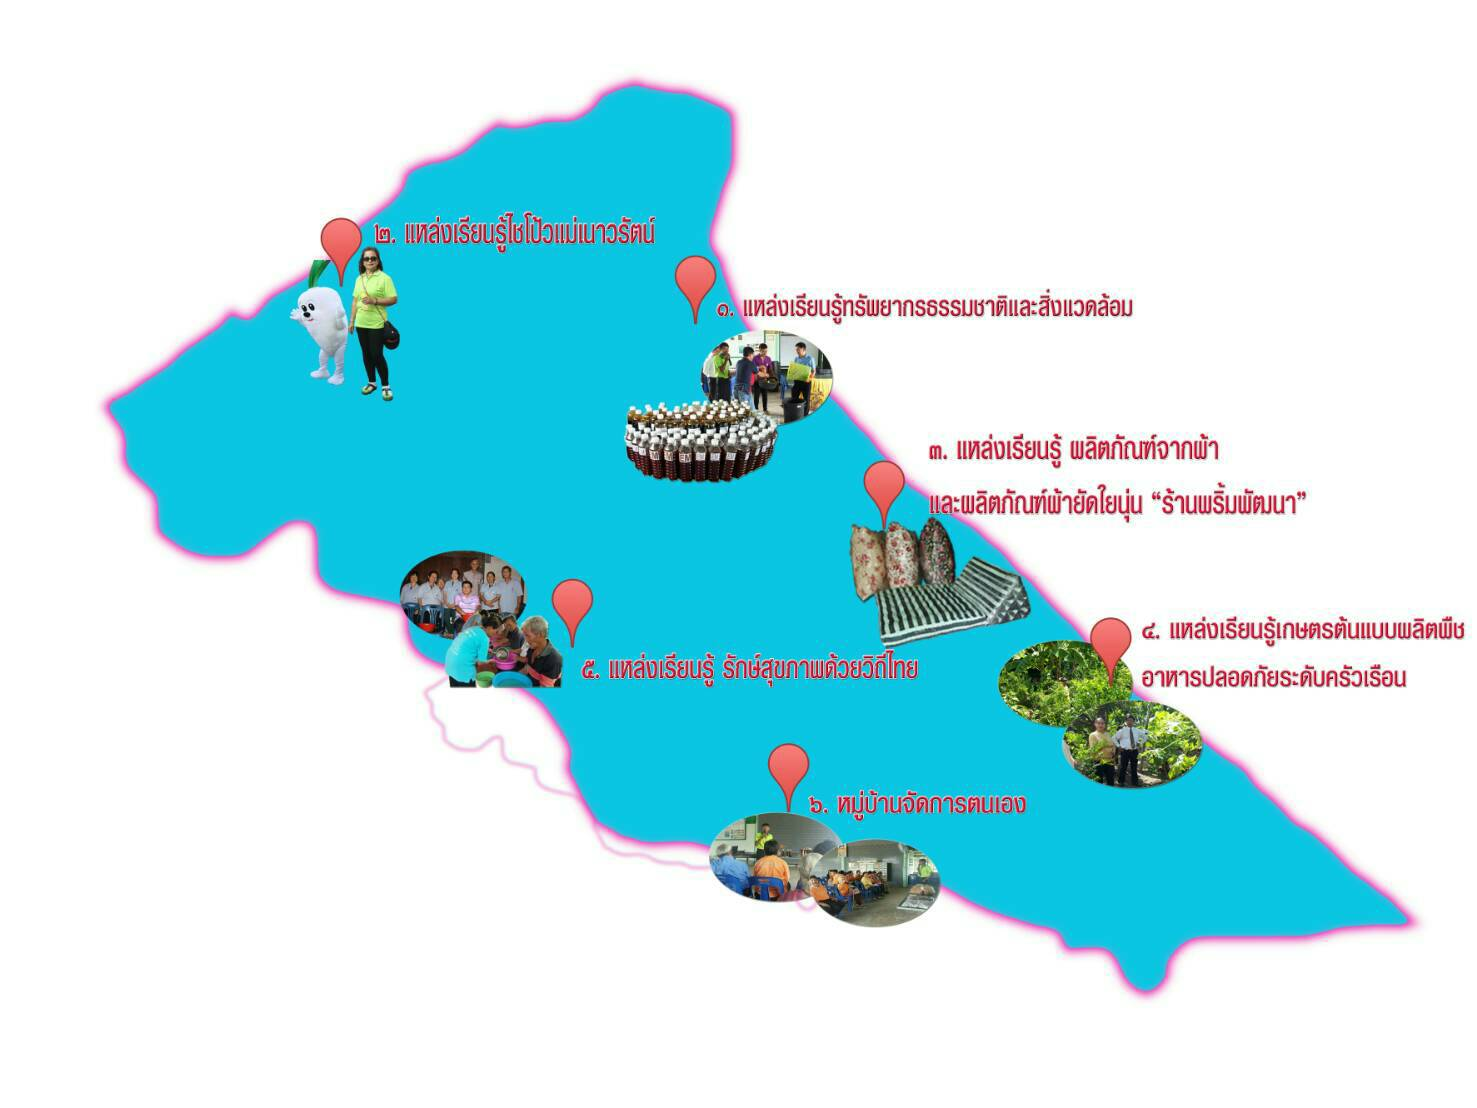 ๒. แหล่งเรียนรู้ไชโป้วแม่เนาวรัตน์
๑. แหล่งเรียนรู้ทรัพยากรธรรมชาติและสิ่งแวดล้อม
๓. แหล่งเรียนรู้ ผลิตภัณฑ์จากผ้า
และผลิตภัณฑ์ผ้ายัดใยนุ่น “ร้านพริ้มพัฒนา”
๔. แหล่งเรียนรู้เกษตรต้นแบบผลิตพืช
อาหารปลอดภัยระดับครัวเรือน
๕. แหล่งเรียนรู้ รักษ์สุขภาพด้วยวิถีไทย
๖. หมู่บ้านจัดการตนเอง